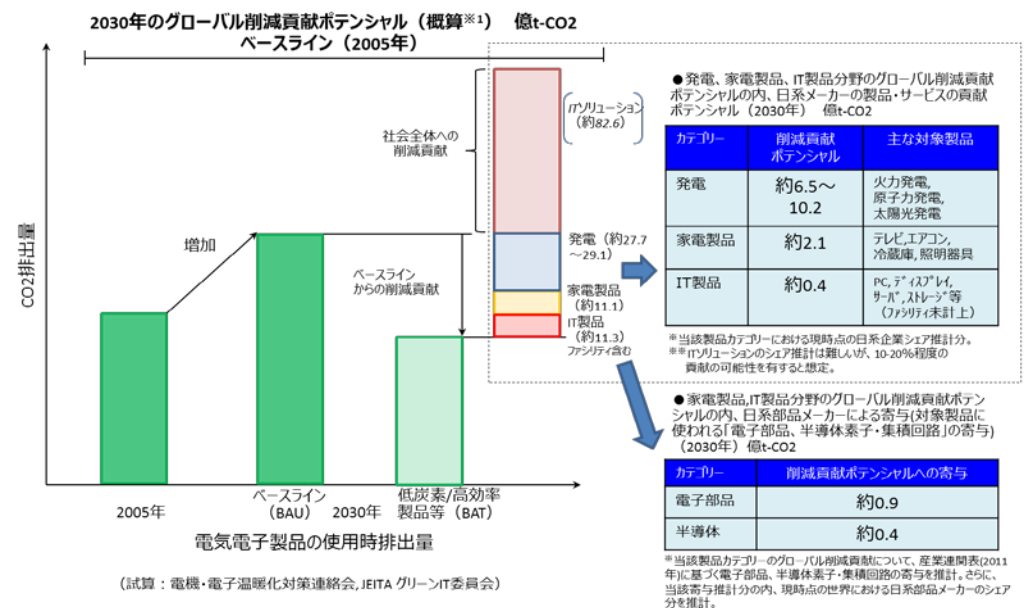 2030年のグローバル削減貢献ポテンシャル（概算※1） 億t-CO2
ベースライン（2005年）
CO2排出量
社会全体への
削減貢献
ITソリューション
（約82.6）
増加
ベースライン
からの削減貢献
発電（約27.7
～29.1）
家電製品
（約11.1）
IT製品
（約11.3）
ファシリティ含む
2005年
ベースライン
（BAU）
2030年
低炭素/高効率
製品等（BAT）
電気電子製品の使用時排出量
（試算：電機・電子温暖化対策連絡会, JEITA グリーンIT委員会）
●発電、家電製品、IT製品分野のグローバル削減貢献
ポテンシャルの内、日系メーカーの製品・サービスの貢献
ポテンシャル（2030年） 億t-CO2
カテゴリー
削減貢献
ポテンシャル
主な対象製品
発電
約6.5～
10.2
火力発電,
原子力発電,
太陽光発電
家電製品
約2.1
テレビ,エアコン,
冷蔵庫, 照明器具
IT製品
約0.4
PC, ﾃﾞｨｽﾌﾟﾚｲ,
ｻｰﾊﾞ, ｽﾄﾚｰｼﾞ等
（ﾌｧｼﾘﾃｨ未計上）
※当該製品カテゴリーにおける現時点の日系企業シェア推計分。
※※ITソリューションのシェア推計は難しいが、10-20%程度の
貢献の可能性を有すると想定。
●家電製品,IT製品分野のグローバル削減貢献ポテン
シャルの内、日系部品メーカーによる寄与(対象製品に
使われる「電子部品、半導体素子・集積回路」の寄与)
（2030年）億t-CO2
カテゴリー
削減貢献ポテンシャルへの寄与
電子部品
約0.9
半導体
約0.4
※当該製品カテゴリーのグローバル削減貢献について、産業連関表(2011
年)に基づく電子部品、半導体素子・集積回路の寄与を推計。さらに、
当該寄与推計分の内、現時点の世界における日系部品メーカーのシェア
分を推計。